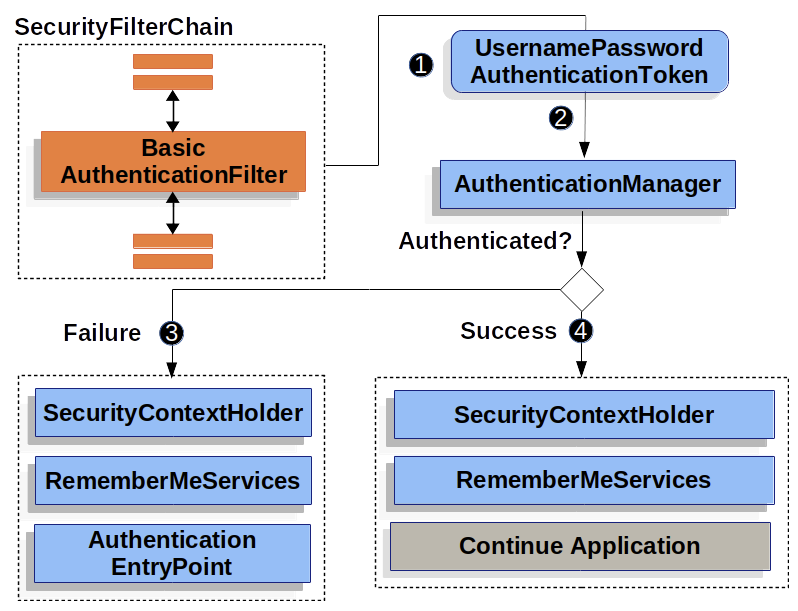 SecurityFilterChain
Basic
AuthenticationFilter
1
UsernamePassword
AuthenticationToken
2
AuthenticationManager
Authenticated?
Failure
3
Success
4
SecurityContextHolder
RememberMeServices
Authentication
EntryPoint
SecurityContextHolder
RememberMeServices
Continue Application